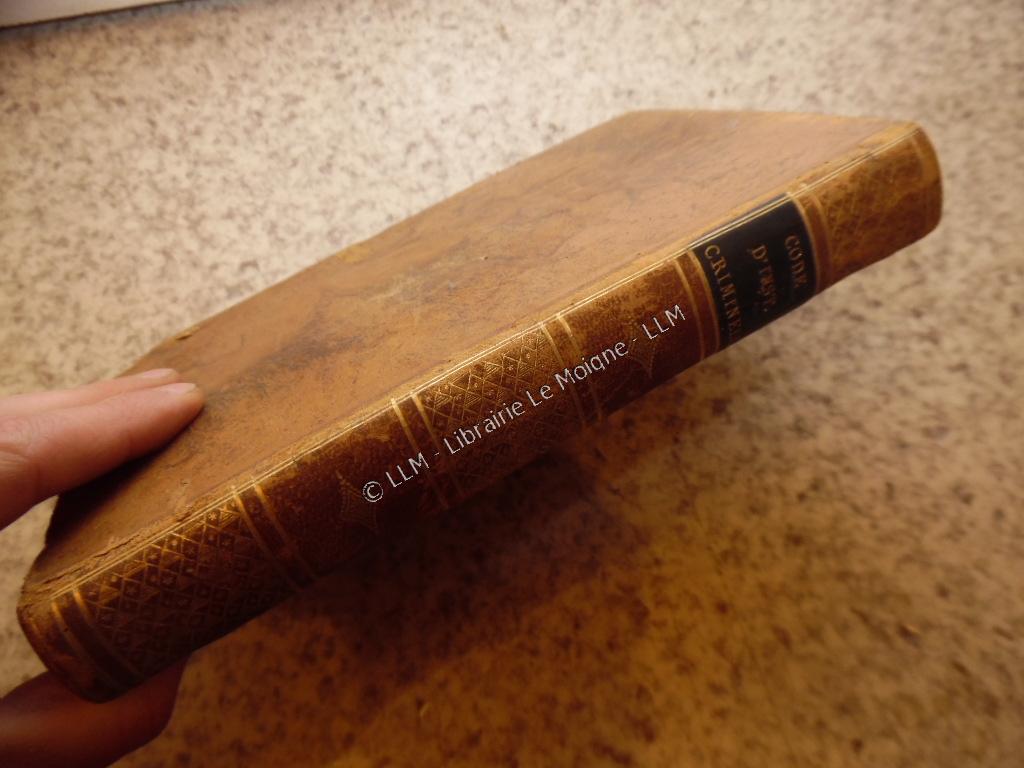 CODE
D'INST.
CRIMINEL
© LLM - Librairie Le Moigne - LLM